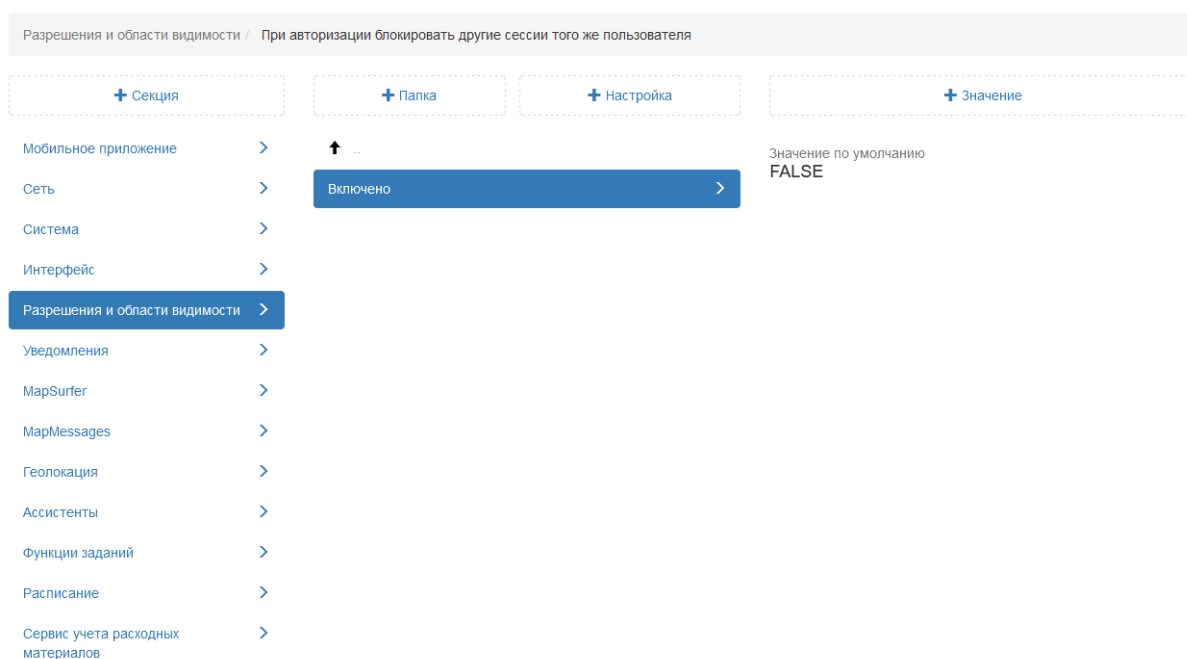 Разрешения и области видимости / При авторизации блокировать другие сессии того же пользователя
+ Секция
+ Папка
+ Настройка
+ Значение
Мобильное приложение
Сеть
Система
Интерфейс
Разрешения и области видимости
Уведомления
MapSurfer
MapMessages
Геолокация
Ассистенты
Функции заданий
Расписание
Сервис учета расходных
материалов
..
Включено
Значение по умолчанию
FALSE